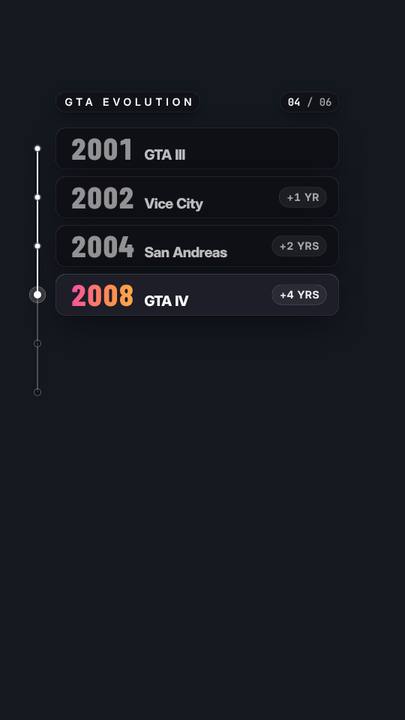 GTA EVOLUTION 04 / 06
2001 GTA III
2002 Vice City +1 YR
2004 San Andreas +2 YRS
2008 GTA IV +4 YRS